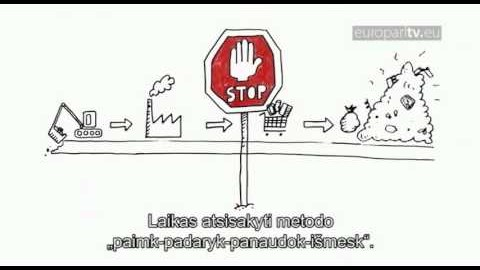 europarltv.eu
STOP
Laikas atsisakyti metodo
„paimk-padaryk-panaudok-išmesk“.